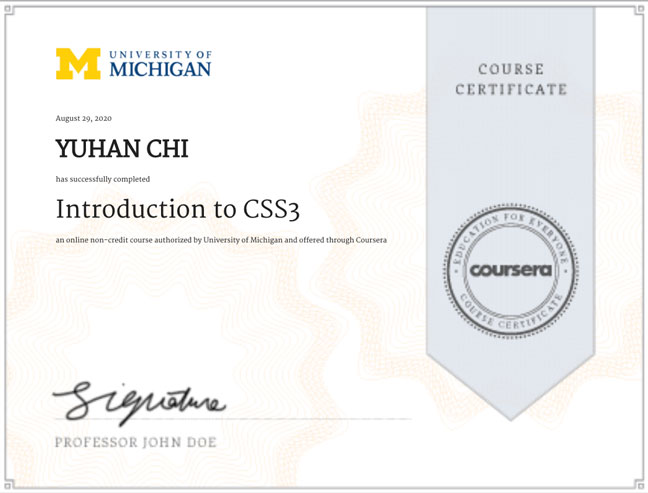 UNIVERSITY OF
MICHIGAN
COURSE
CERTIFICATE
August 29, 2020
YUHAN CHI
has successfully completed
Introduction to CSS3
an online non-credit course authorized by University of Michigan and offered through Coursera
EDUCATION FOR EVERYONE
coursera
COURSE CERTIFICATE
Signature
PROFESSOR JOHN DOE